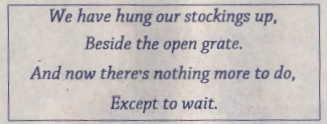 We have hung our stockings up,
Beside the open grate.
And now there's nothing more to do,
Except to wait.